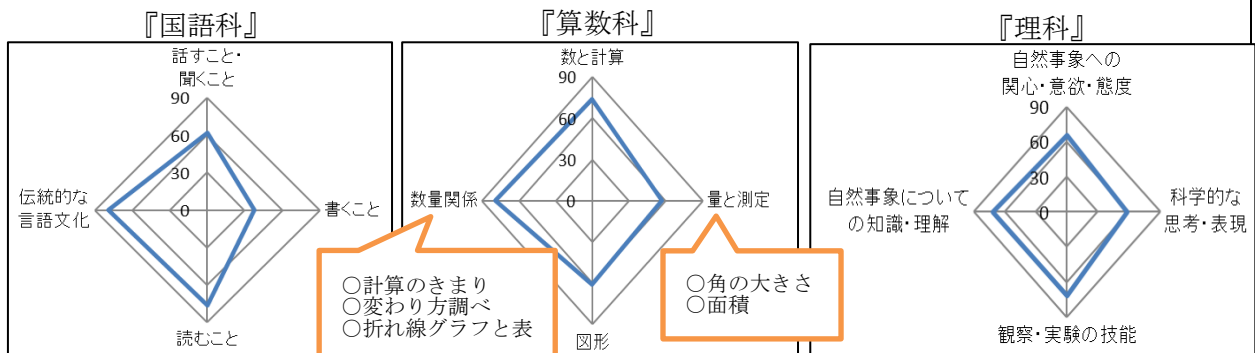 『国語科』
話すこと・
聞くこと
90
60
30
0
伝統的な
言語文化
書くこと
読むこと
『算数科』
数と計算
90
60
30
0
数量関係
量と測定
図形
○計算のきまり
○変わり方調べ
○折れ線グラフと表
○角の大きさ
○面積
『理科』
自然事象への
関心・意欲・態度
90
60
30
0
自然事象について
の知識・理解
科学的な
思考・表現
観察・実験の技能